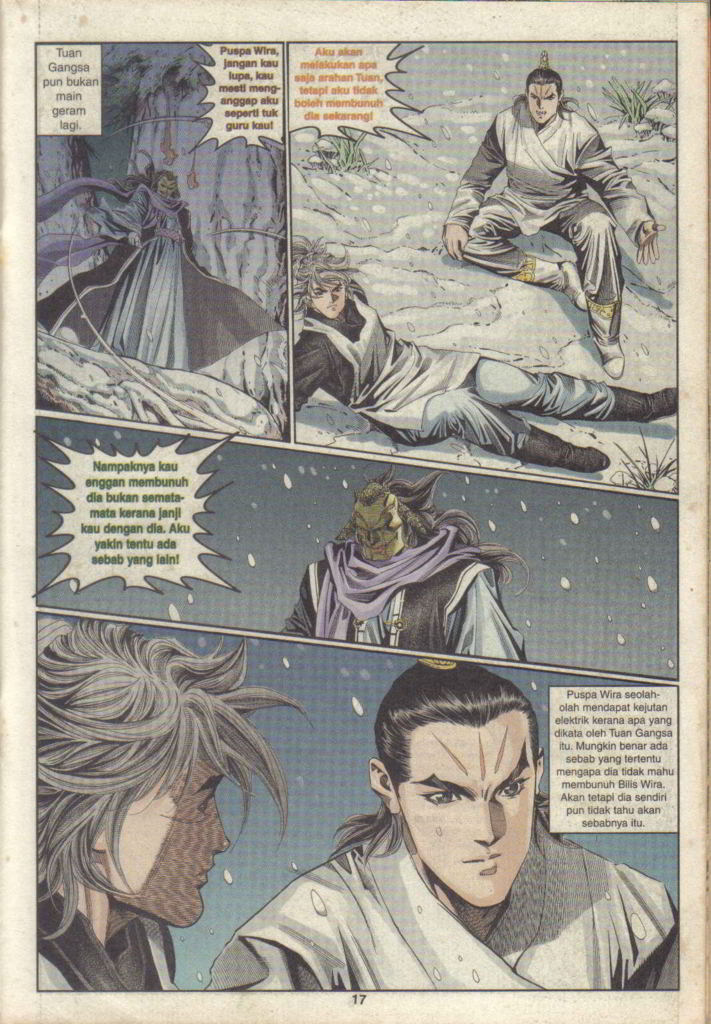 Tuan
Gangsa
pun bukan
main
geram
lagi.
Puspa Wira,
jangan kau
lupa, kau
mesti meng-
anggap aku
seperti tuk
guru kau!
Aku akan
melakukan apa
saja arahan Tuan,
tetapi aku tidak
boleh membunuh
dia sekarang!
Nampaknya kau
enggan membunuh
dia bukan semata-
mata kerana janji
kau dengan dia. Aku
yakin tentu ada
sebab yang lain!
Puspa Wira seolah-
olah mendapat kejutan
elektrik kerana apa yang
dikata oleh Tuan Gangsa
itu. Mungkin benar ada
sebab yang tertentu
mengapa dia tidak mahu
membunuh Bilis Wira.
Akan tetapi dia sendiri
pun tidak tahu akan
sebabnya itu.
17